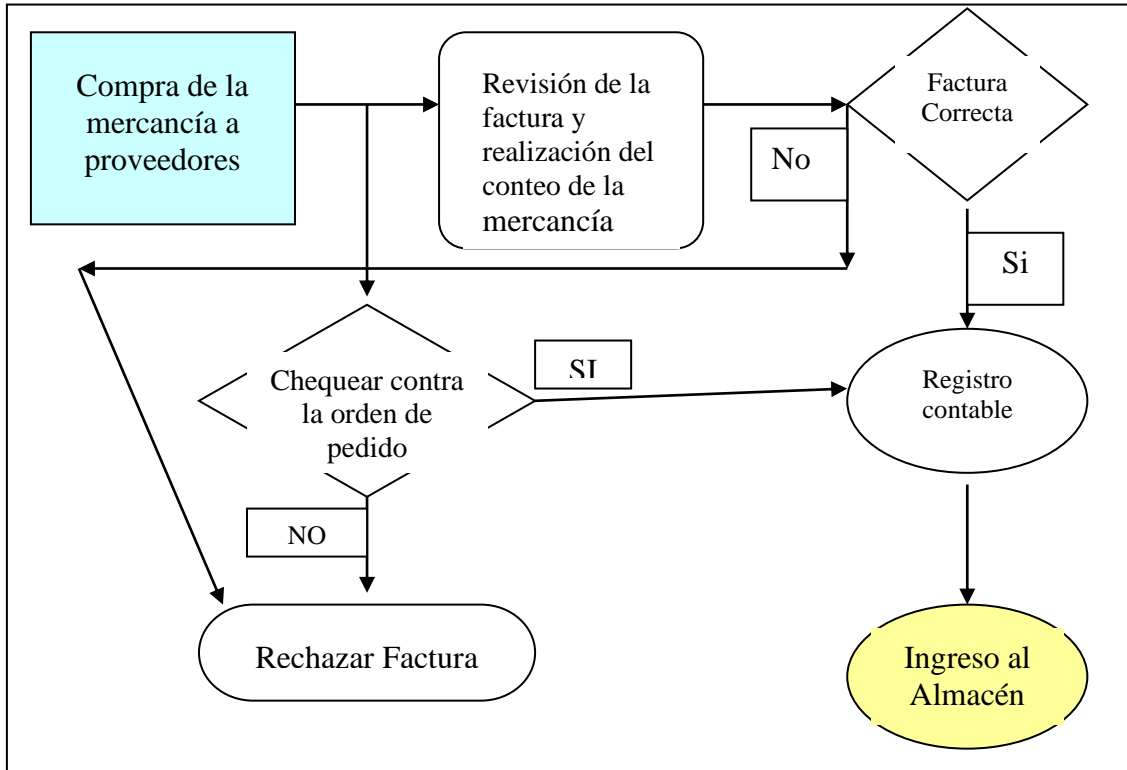 Compra de la
mercancía a
proveedores
Revisión de la
factura y
realización del
conteo de la
mercancía
Factura
Correcta
No
Si
Chequear contra
la orden de
pedido
SI
Registro
contable
NO
Rechazar Factura
Ingreso al
Almacén